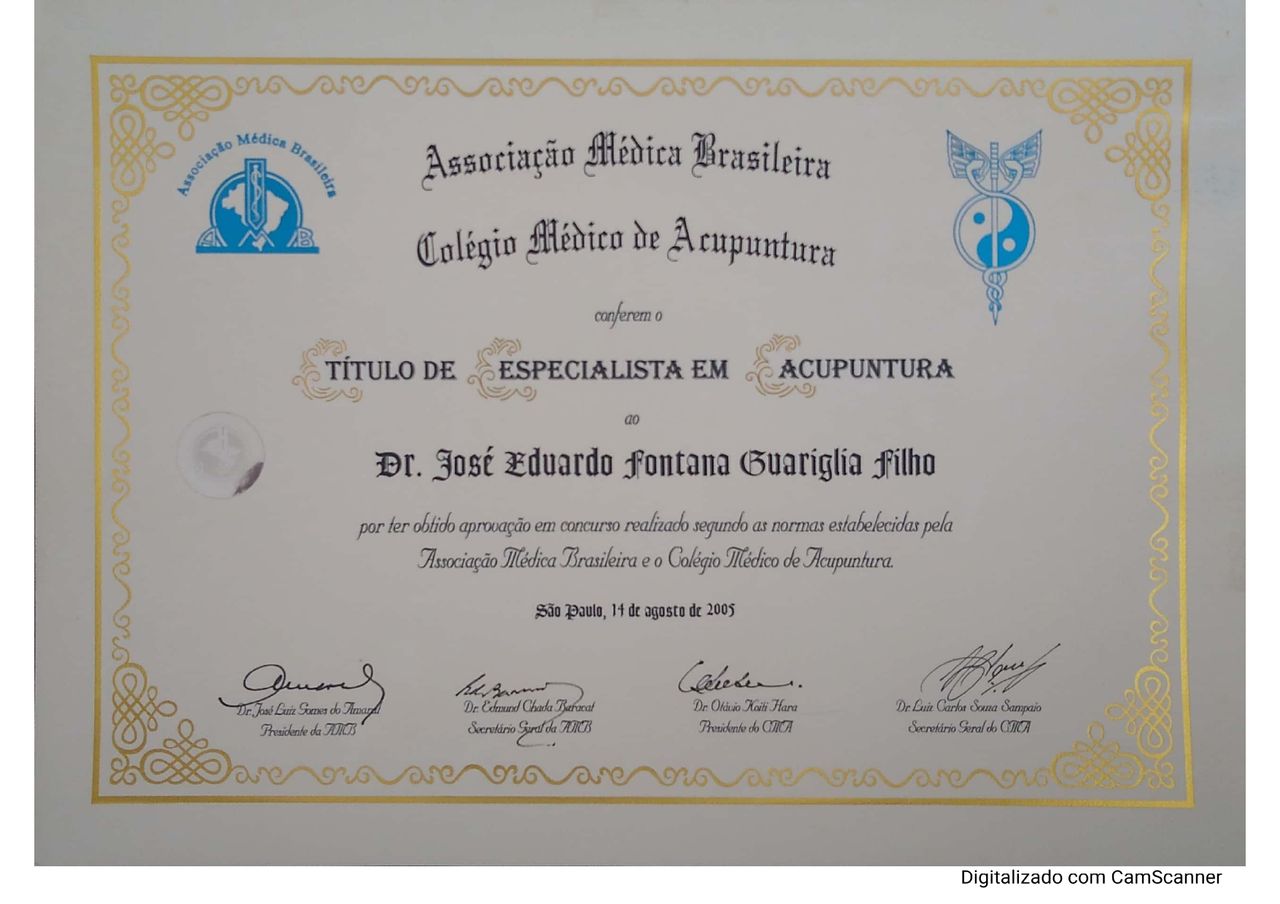 Associação Médica Brasileira
A B
Associação Médica Brasileira
Colégio Médico de Acupuntura
conferem o
TÍTULO DE ESPECIALISTA EM ACUPUNTURA
ao
Dr. José Eduardo Fontana Guariglia Filho
por ter obtido aprovação em concurso realizado segundo as normas estabelecidas pela
Associação Médica Brasileira e o Colégio Médico de Acupuntura.
São Paulo, 14 de agosto de 2005
Dr. José Luiz Gomes do Amaral
Presidente da AMB
Dr. Edmund Chada Baracat
Secretário Geral da AMB
Dr. Otávio Koiti Hara
Presidente do CMA
Dr. Luiz Carlos Souza Sampaio
Secretário Geral do CMA
Digitalizado com CamScanner